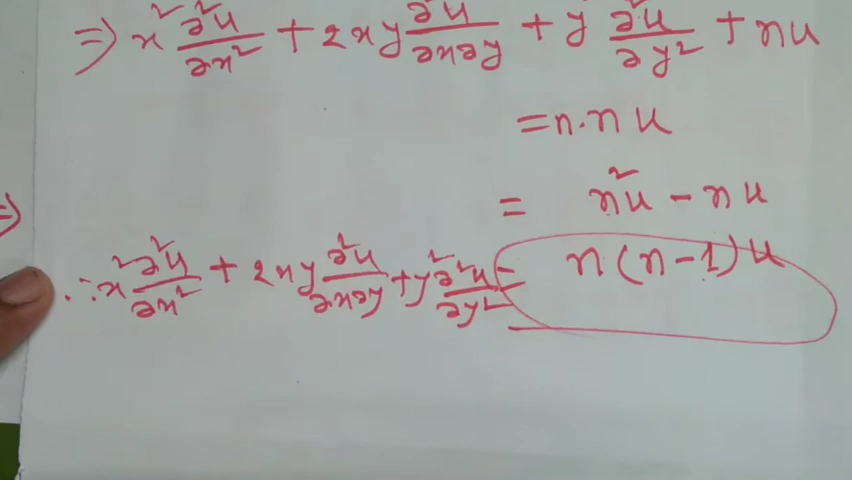 ⇒ x² ∂²u/∂x² + 2xy ∂²u/∂x∂y + y² ∂²u/∂y² + nu
= n·nu
⇒ = n²u - nu
∴ x² ∂²u/∂x² + 2xy ∂²u/∂x∂y + y² ∂²u/∂y² = n(n-1)u